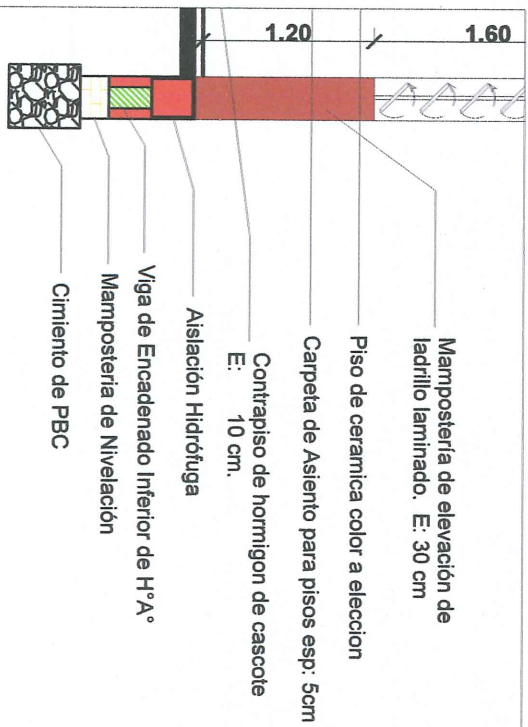 1.20
1.60
Mampostería de elevación de
ladrillo laminado. E: 30 cm
Piso de ceramica color a eleccion
Carpeta de Asiento para pisos esp: 5cm
Contrapiso de hormigon de cascote
E: 10 cm.
Aislación Hidrófuga
Viga de Encadenado Inferior de H°A°
Mamposteria de Nivelación
Cimiento de PBC